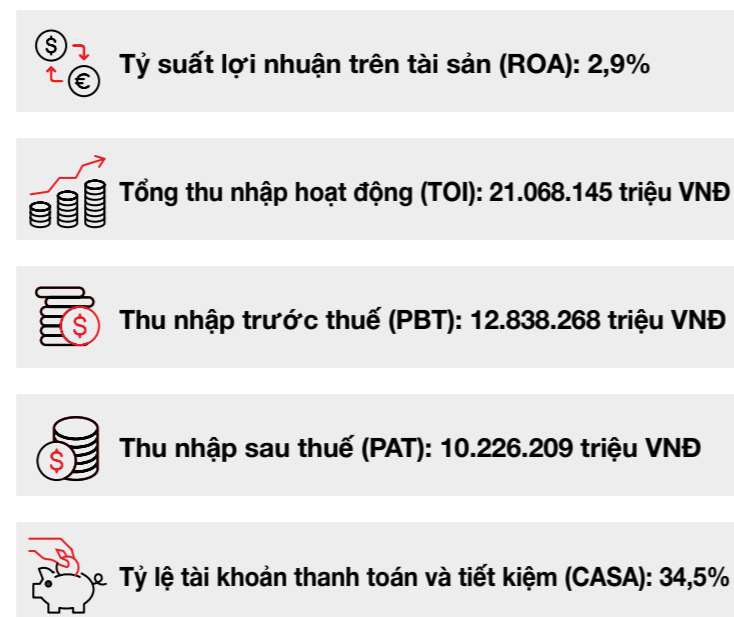 Tỷ suất lợi nhuận trên tài sản (ROA): 2,9%
Tổng thu nhập hoạt động (TOI): 21.068.145 triệu VNĐ
Thu nhập trước thuế (PBT): 12.838.268 triệu VNĐ
Thu nhập sau thuế (PAT): 10.226.209 triệu VNĐ
Tỷ lệ tài khoản thanh toán và tiết kiệm (CASA): 34,5%